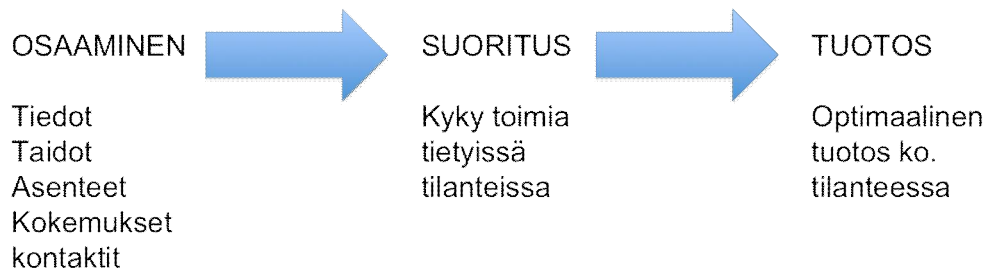 OSAAMINEN
Tiedot
Taidot
Asenteet
Kokemukset
kontaktit
SUORITUS
Kyky toimia
tietyissä
tilanteissa
TUOTOS
Optimaalinen
tuotos ko.
tilanteessa